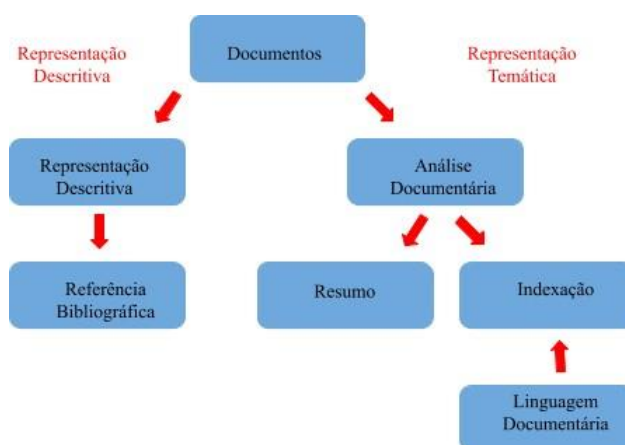 Representação
Descritiva
Documentos
Representação
Temática
Representação
Descritiva
Análise
Documentária
Referência
Bibliográfica
Resumo
Indexação
Linguagem
Documentária